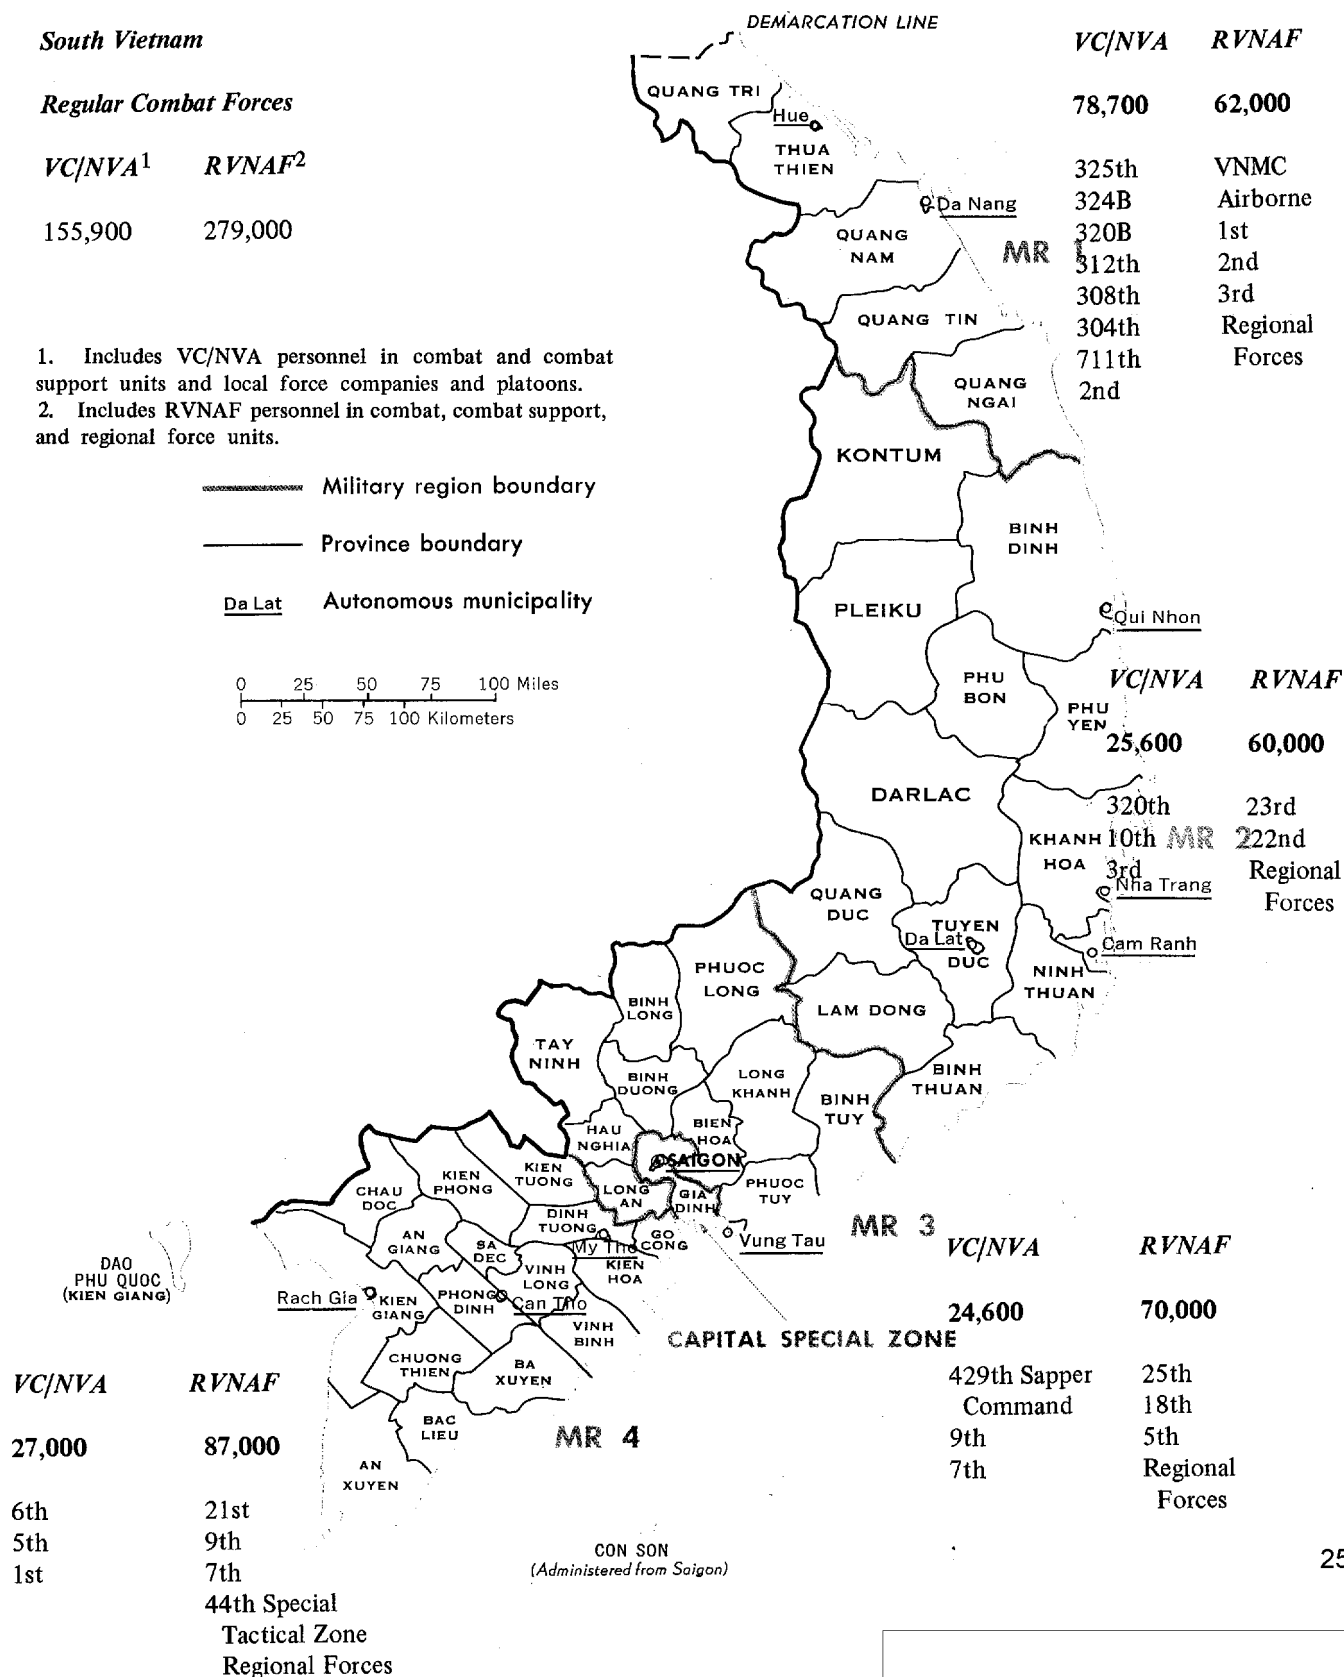 South Vietnam
Regular Combat Forces
VC/NVA1 RVNAF2
155,900 279,000
1. Includes VC/NVA personnel in combat and combat
support units and local force companies and platoons.
2. Includes RVNAF personnel in combat, combat support,
and regional force units.
Military region boundary
Province boundary
Da Lat Autonomous municipality
0 25 50 75 100 Miles
0 25 50 75 100 Kilometers
DEMARCATION LINE
QUANG TRI
Hue
THUA
THIEN
Da Nang
QUANG
NAM
MR 1
QUANG TIN
QUANG
NGAI
VC/NVA RVNAF
78,700 62,000
325th VNMC
324B Airborne
320B 1st
312th 2nd
308th 3rd
304th Regional
711th Forces
2nd
KONTUM
BINH
DINH
PLEIKU
Qui Nhon
PHU
BON
PHU
YEN
DARLAC
KHANH
HOA
MR 2
Nha Trang
QUANG
DUC
TUYEN
DUC
Da Lat
Cam Ranh
NINH
THUAN
LAM DONG
BINH
THUAN
VC/NVA RVNAF
25,600 60,000
320th 23rd
10th 22nd
3rd Regional
Forces
PHUOC
LONG
BINH
LONG
TAY
NINH
BINH
DUONG
LONG
KHANH
BINH
TUY
HAU
NGHIA
BIEN
HOA
SAIGON
LONG
AN
GIA
DINH
PHUOC
TUY
Vung Tau
MR 3
CAPITAL SPECIAL ZONE
VC/NVA RVNAF
24,600 70,000
429th Sapper 25th
Command 18th
9th 5th
7th Regional
Forces
KIEN
TUONG
KIEN
PHONG
CHAU
DOC
DINH
TUONG
My Tho
GO
CONG
AN
GIANG
SA
DEC
KIEN
HOA
VINH
LONG
DAO
PHU QUOC
(KIEN GIANG)
Rach Gia
KIEN
GIANG
PHONG
DINH
Can Tho
VINH
BINH
CHUONG
THIEN
BA
XUYEN
BAC
LIEU
MR 4
AN
XUYEN
VC/NVA RVNAF
27,000 87,000
6th 21st
5th 9th
1st 7th
44th Special
Tactical Zone
Regional Forces
CON SON
(Administered from Saigon)
25